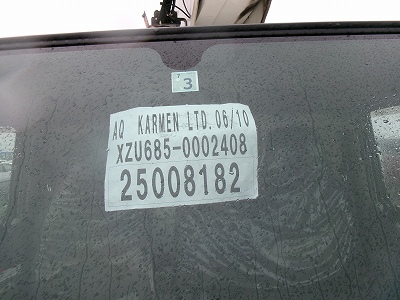 3
AQ KARMEN LTD. 06/10
XZU685-0002408
25008182